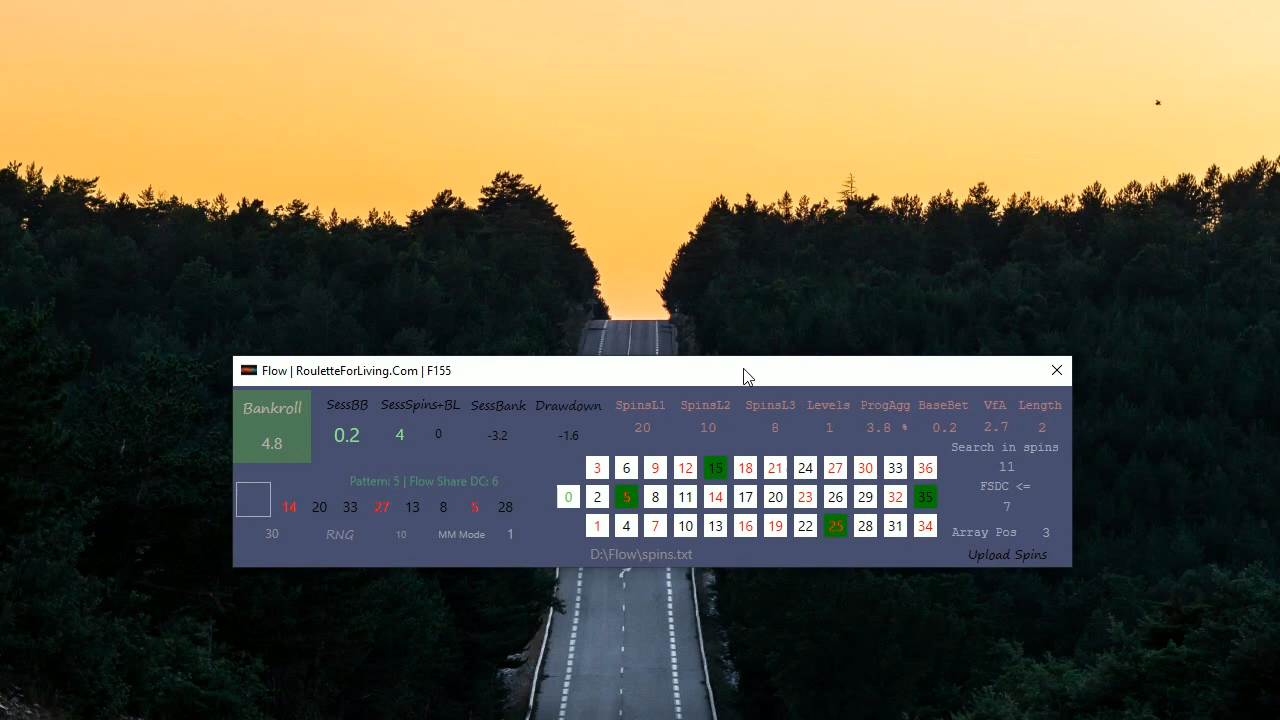 Flow | RouletteForLiving.Com | F155
Bankroll SessBB SessSpins+BL SessBank Drawdown SpinsL1 SpinsL2 SpinsL3 Levels ProgAgg BaseBet VfA Length
4.8 0.2 4 0 -3.2 -1.6 20 10 8 1 3.8 % 0.2 2.7 2
Search in spins
11
3 6 9 12 15 18 21 24 27 30 33 36
Pattern: 5 | Flow Share DC: 6
FSDC <=
0 2 5 8 11 14 17 20 23 26 29 32 35
14 20 33 27 13 8 5 28
7
1 4 7 10 13 16 19 22 25 28 31 34
30 RNG 10 MM Mode 1
Array Pos 3
D:\Flow\spins.txt
Upload Spins